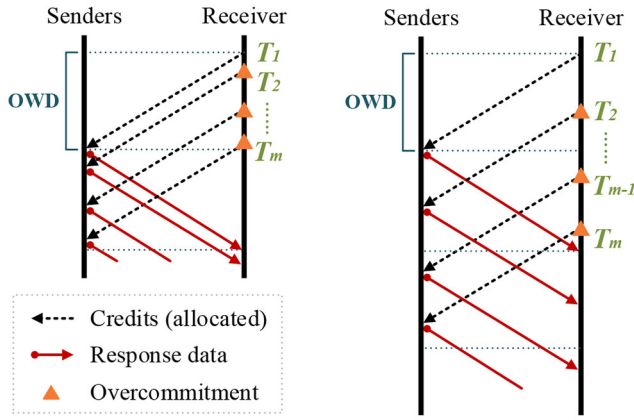 Senders
Receiver
OWD
T1
T2
Tm
Credits (allocated)
Response data
Overcommitment
Senders
Receiver
OWD
T1
T2
Tm-1
Tm